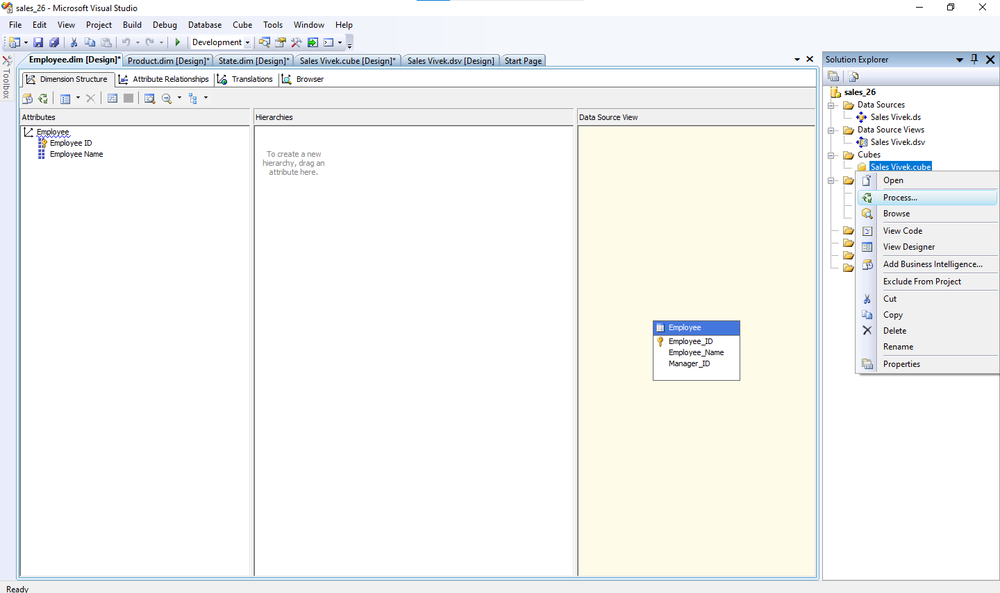 sales_26 - Microsoft Visual Studio
File Edit View Project Build Debug Database Cube Tools Window Help
Development
Toolbox
Employee.dim [Design]* Product.dim [Design]* State.dim [Design]* Sales Vivek.cube [Design]* Sales Vivek.dsv [Design] Start Page
Dimension Structure Attribute Relationships Translations Browser
Attributes
Employee
Employee ID
Employee Name
Hierarchies
To create a new
hierarchy, drag an
attribute here.
Data Source View
Employee
Employee_ID
Employee_Name
Manager_ID
Solution Explorer
sales_26
Data Sources
Sales Vivek.ds
Data Source Views
Sales Vivek.dsv
Cubes
Sales Vivek.cube
Open
Process...
Browse
View Code
View Designer
Add Business Intelligence...
Exclude From Project
Cut
Copy
Delete
Rename
Properties
Ready